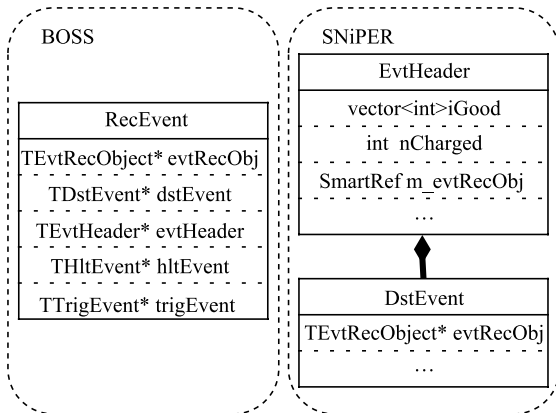 BOSS
RecEvent
TEvtRecObject* evtRecObj
TDstEvent* dstEvent
TEvtHeader* evtHeader
THltEvent* hltEvent
TTrigEvent* trigEvent
SNiPER
EvtHeader
vector<int>iGood
int nCharged
SmartRef m_evtRecObj
...
DstEvent
TEvtRecObject* evtRecObj
...